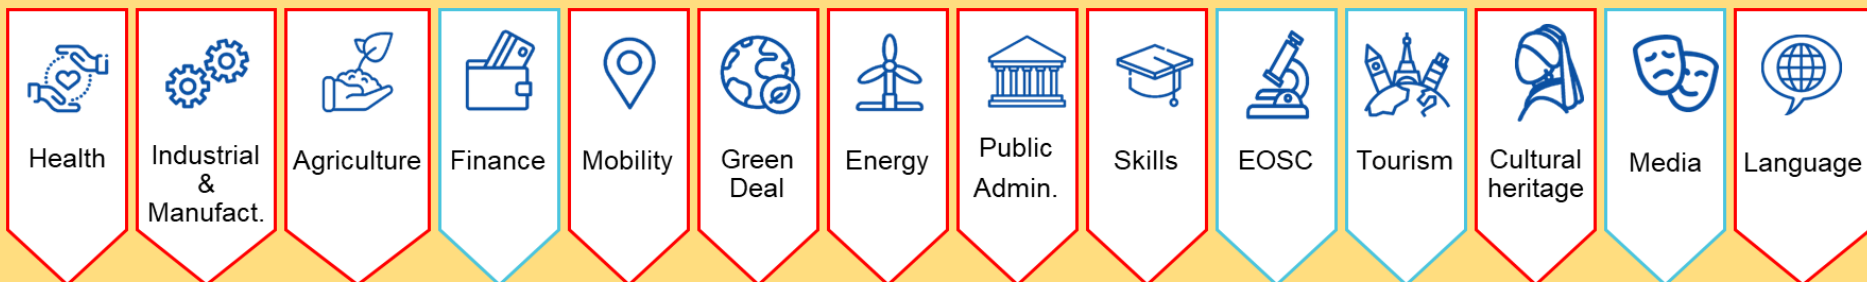 Health
Industrial
&
Manufact.
Agriculture
Finance
Mobility
Green
Deal
Energy
Public
Admin.
Skills
EOSC
Tourism
Cultural
heritage
Media
Language